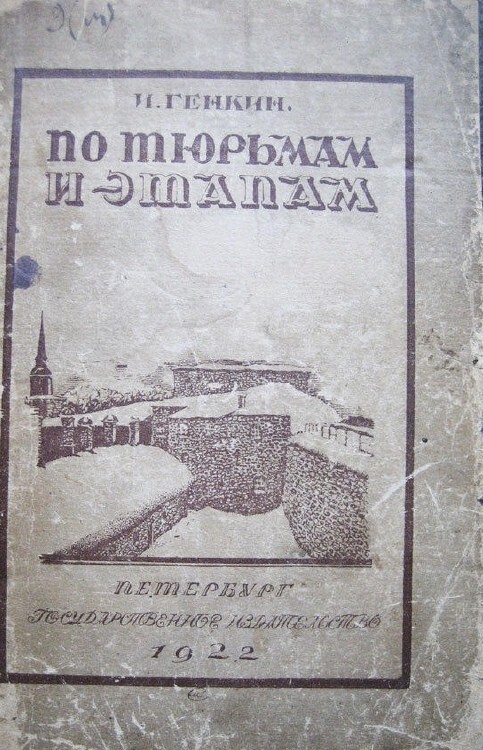 И. ГЕНКИН.
ПО ТЮРЬМАМ
И ЭТАПАМ
ПЕТЕРБУРГ
ГОСУДАРСТВЕННОЕ ИЗДАТЕЛЬСТВО
1922